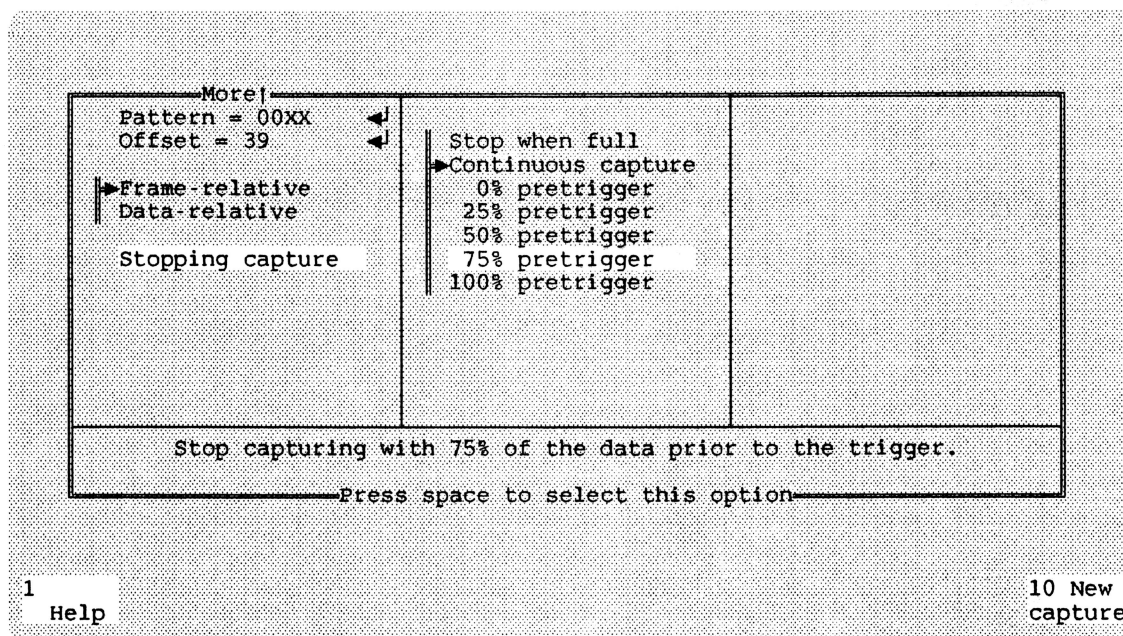 More↑
Pattern = 00XX ◄┘
Offset = 39 ◄┘
Frame-relative
Data-relative
Stopping capture
Stop when full
Continuous capture
0% pretrigger
25% pretrigger
50% pretrigger
75% pretrigger
100% pretrigger
Stop capturing with 75% of the data prior to the trigger.
Press space to select this option
1
Help
10 New
capture